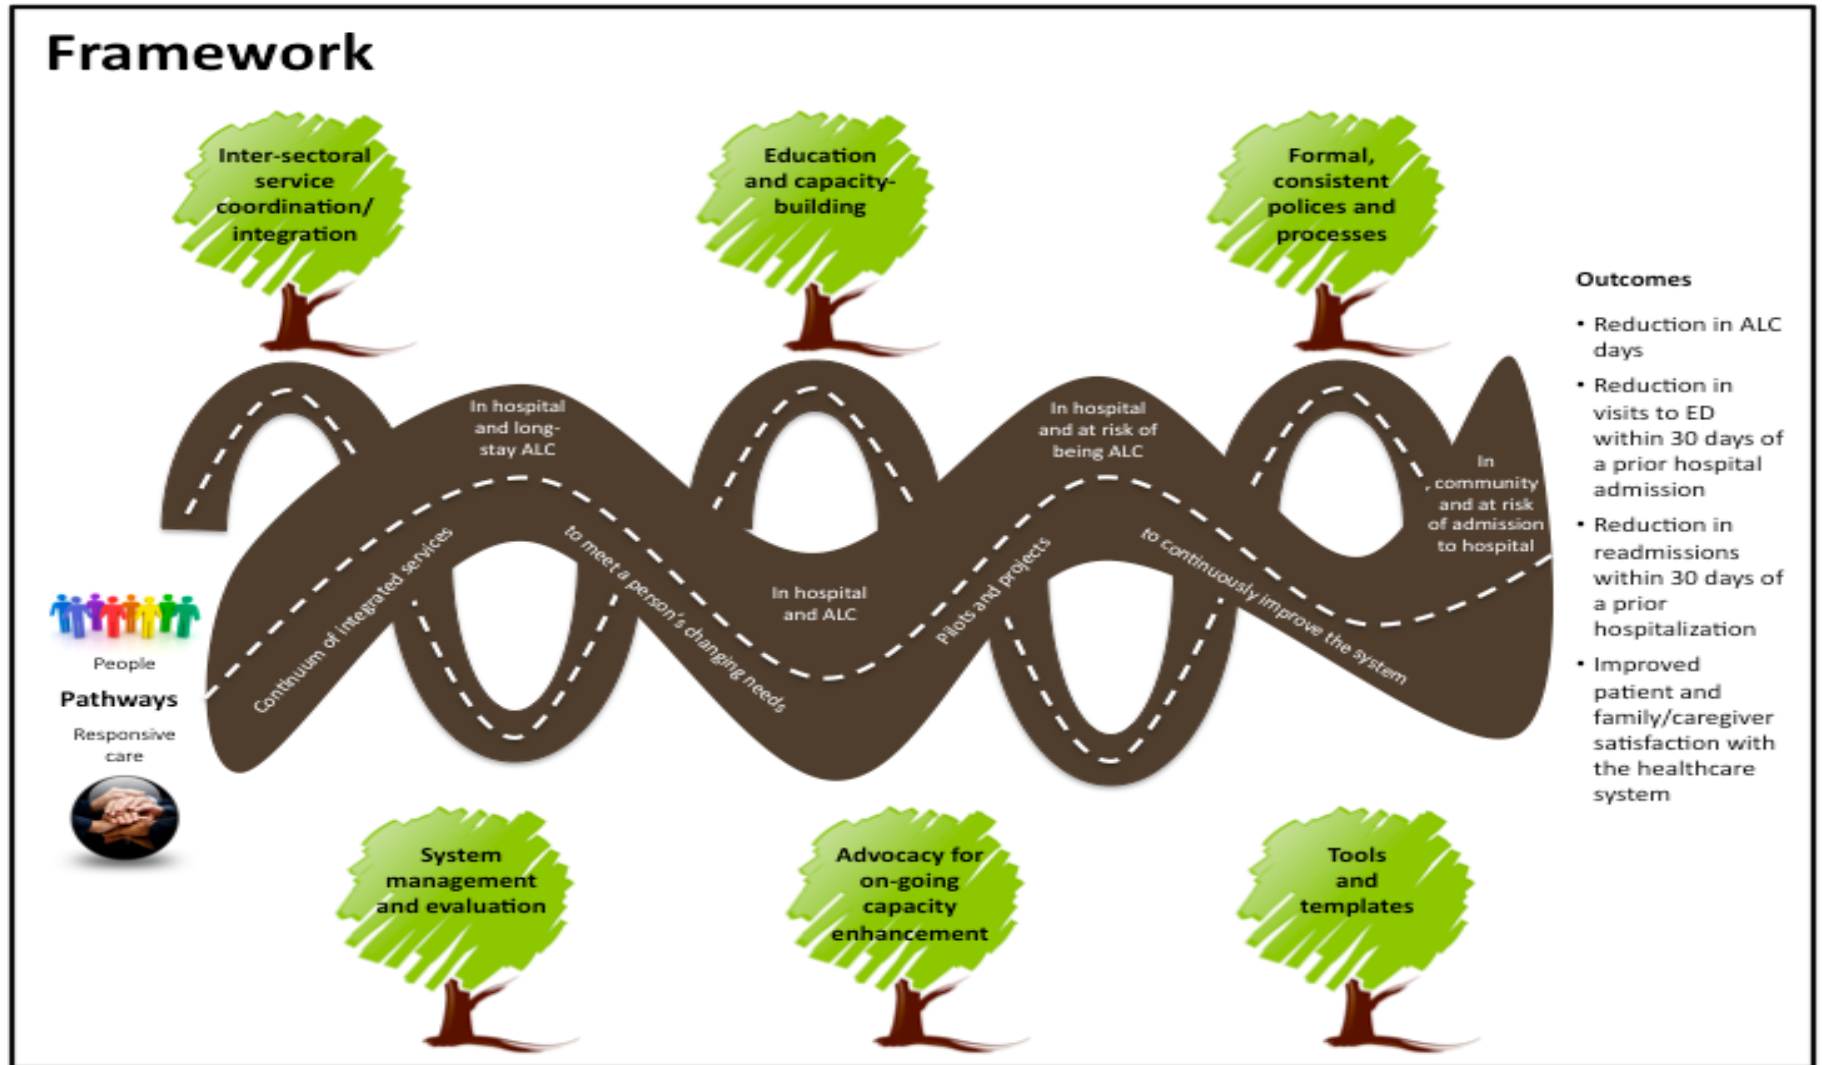 Framework
Inter-sectoral
service
coordination/
integration
Education
and capacity-
building
Formal,
consistent
polices and
processes
In hospital
and long-
stay ALC
In hospital
and ALC
In hospital
and at risk of
being ALC
In
community
and at risk
of admission
to hospital
Continuum of integrated services
to meet a person's changing needs
Pilots and projects
to continuously improve the system
People
Pathways
Responsive
care
System
management
and evaluation
Advocacy for
on-going
capacity
enhancement
Tools
and
templates
Outcomes
• Reduction in ALC
days
• Reduction in
visits to ED
within 30 days of
a prior hospital
admission
• Reduction in
readmissions
within 30 days of
a prior
hospitalization
• Improved
patient and
family/caregiver
satisfaction with
the healthcare
system